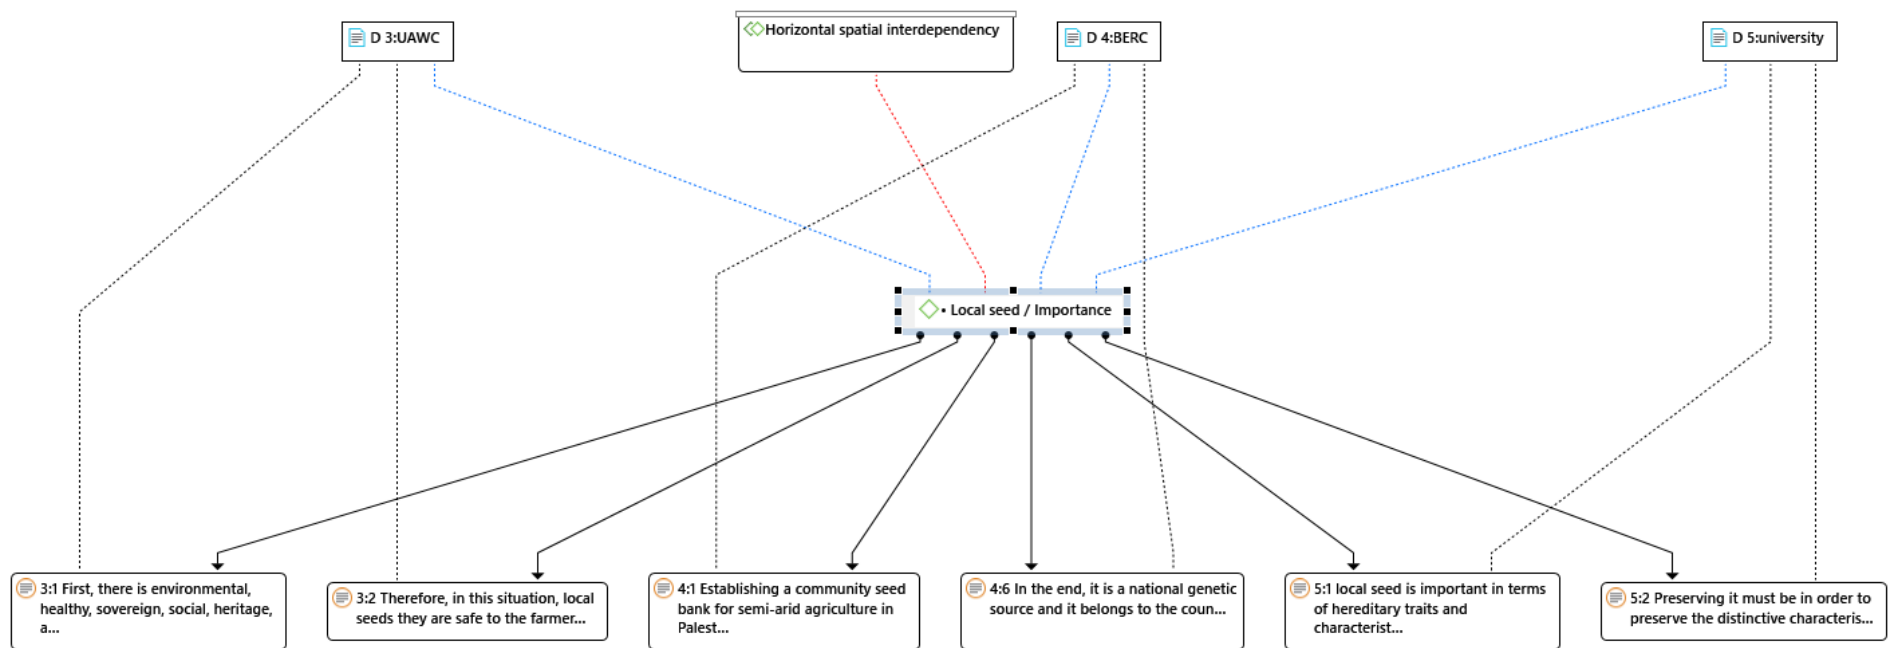 D 3:UAWC
Horizontal spatial interdependency
D 4:BERC
D 5:university
• Local seed / Importance
3:1 First, there is environmental,
healthy, sovereign, social, heritage,
a...
3:2 Therefore, in this situation, local
seeds they are safe to the farmer...
4:1 Establishing a community seed
bank for semi-arid agriculture in
Palest...
4:6 In the end, it is a national genetic
source and it belongs to the coun...
5:1 local seed is important in terms
of hereditary traits and
characterist...
5:2 Preserving it must be in order to
preserve the distinctive characteris...